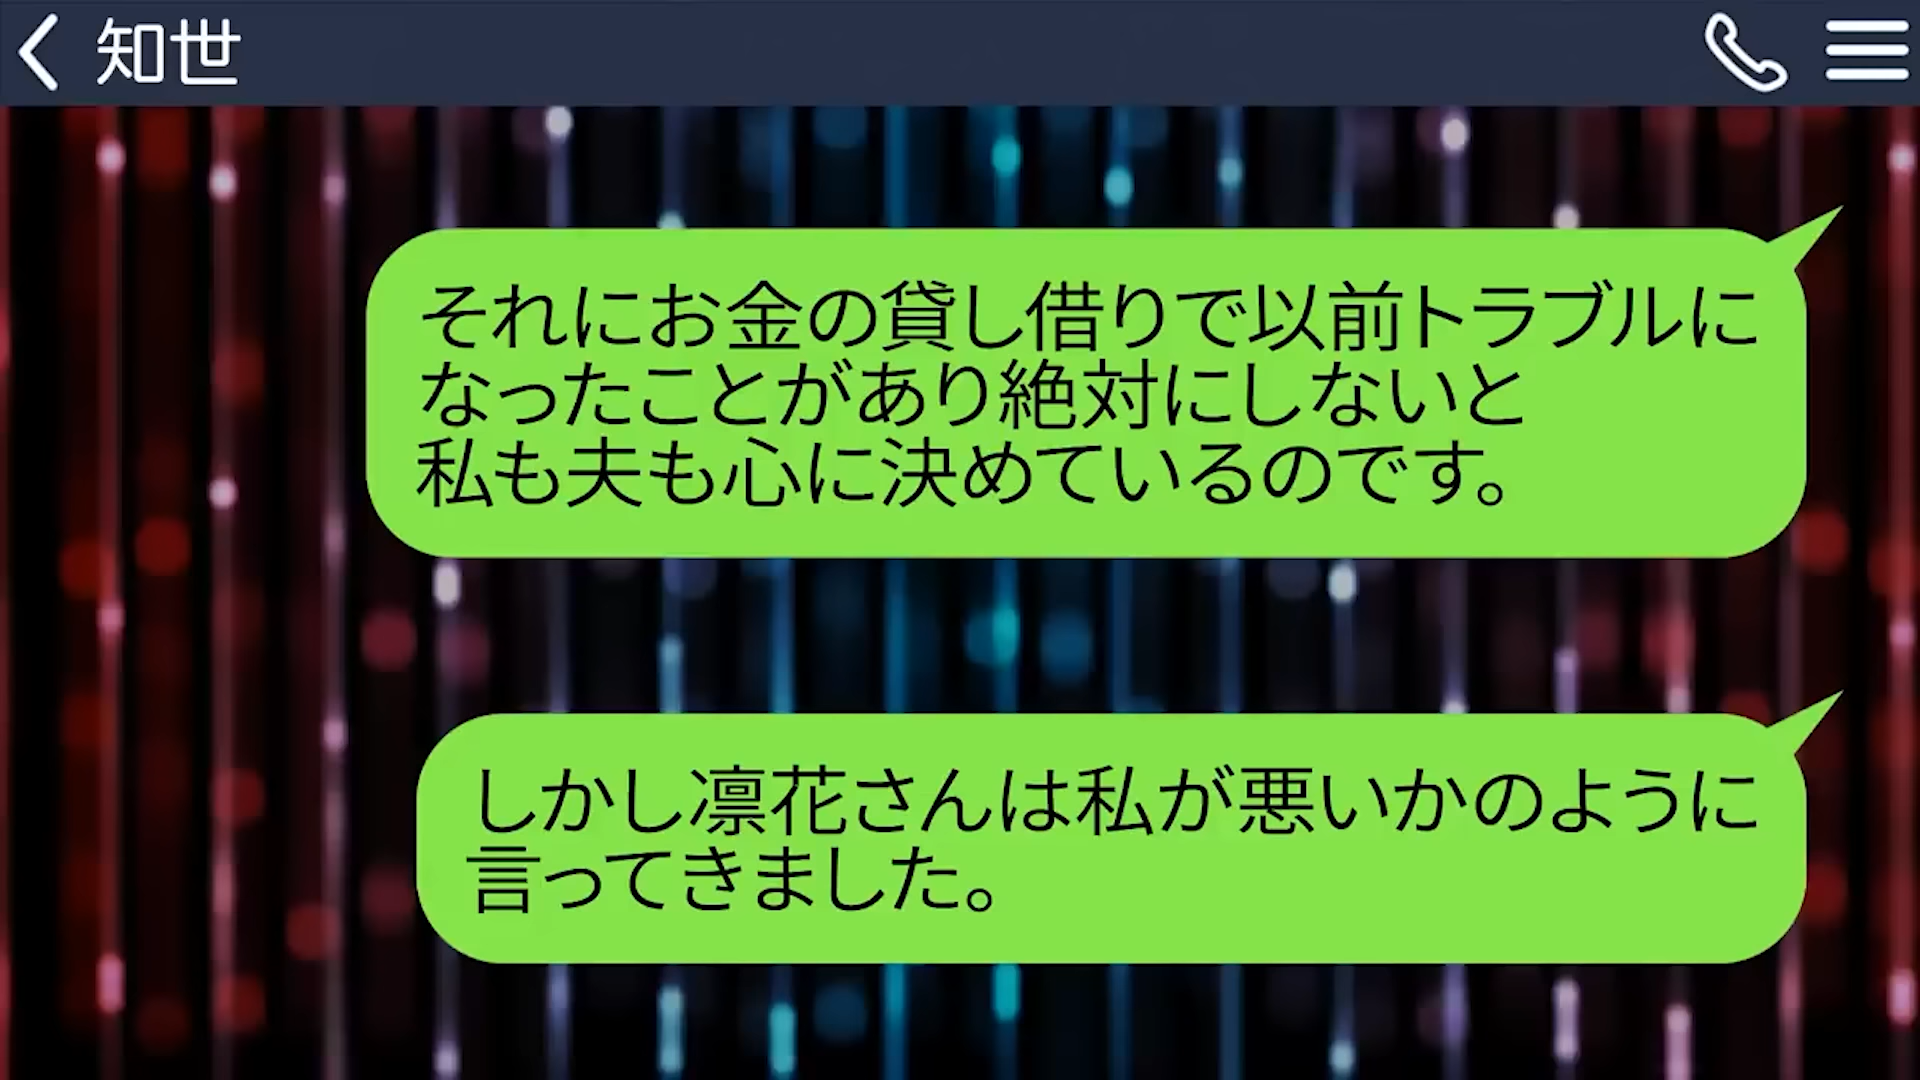 知世
それにお金の貸し借りで以前トラブルに
なったことがあり絶対にしないと
私も夫も心に決めているのです。
しかし凛花さんは私が悪いかのように
言ってきました。